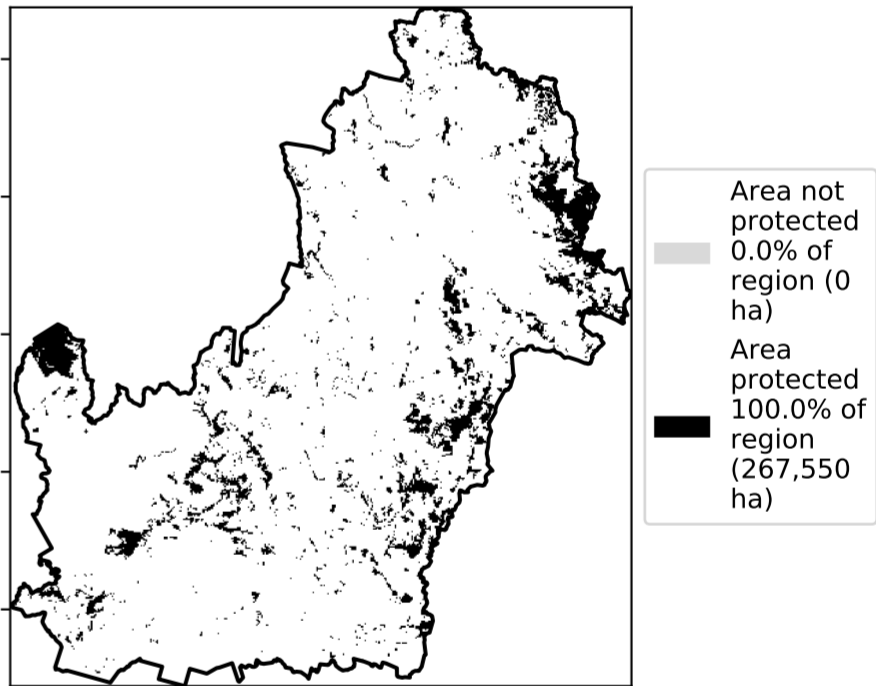 Area not
protected
0.0% of
region (0
ha)
Area
protected
100.0% of
region
(267,550
ha)